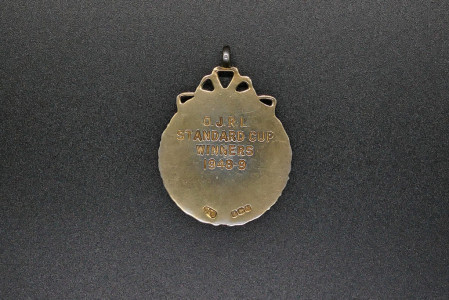 D.J.R.L
STANDARD CUP
WINNERS
1948-9